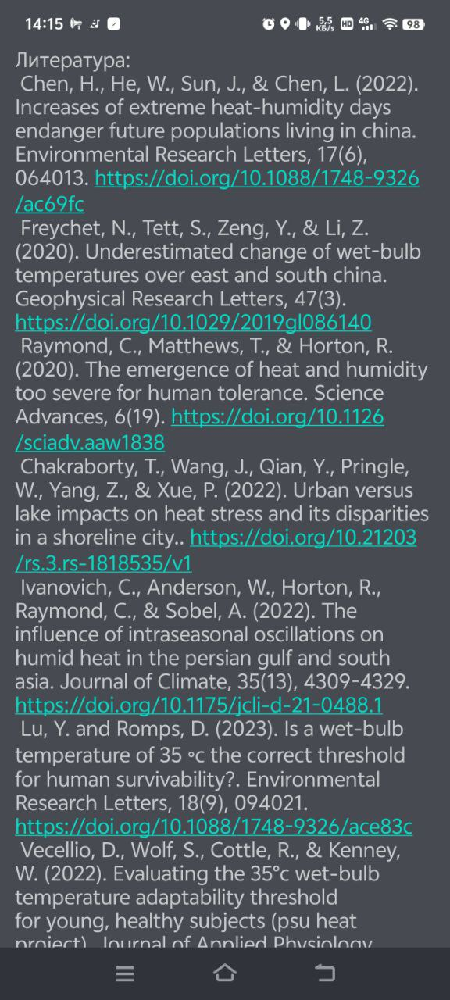 14:15
5,5
КБ/s
HD
4G
98
Литература:
Chen, H., He, W., Sun, J., & Chen, L. (2022).
Increases of extreme heat-humidity days
endanger future populations living in china.
Environmental Research Letters, 17(6),
064013. https://doi.org/10.1088/1748-9326
/ac69fc
Freychet, N., Tett, S., Zeng, Y., & Li, Z.
(2020). Underestimated change of wet-bulb
temperatures over east and south china.
Geophysical Research Letters, 47(3).
https://doi.org/10.1029/2019gl086140
Raymond, C., Matthews, T., & Horton, R.
(2020). The emergence of heat and humidity
too severe for human tolerance. Science
Advances, 6(19). https://doi.org/10.1126
/sciadv.aaw1838
Chakraborty, T., Wang, J., Qian, Y., Pringle,
W., Yang, Z., & Xue, P. (2022). Urban versus
lake impacts on heat stress and its disparities
in a shoreline city.. https://doi.org/10.21203
/rs.3.rs-1818535/v1
Ivanovich, C., Anderson, W., Horton, R.,
Raymond, C., & Sobel, A. (2022). The
influence of intraseasonal oscillations on
humid heat in the persian gulf and south
asia. Journal of Climate, 35(13), 4309-4329.
https://doi.org/10.1175/jcli-d-21-0488.1
Lu, Y. and Romps, D. (2023). Is a wet-bulb
temperature of 35 °c the correct threshold
for human survivability?. Environmental
Research Letters, 18(9), 094021.
https://doi.org/10.1088/1748-9326/ace83c
Vecellio, D., Wolf, S., Cottle, R., & Kenney,
W. (2022). Evaluating the 35°c wet-bulb
temperature adaptability threshold
for young, healthy subjects (psu heat
project). Journal of Applied Physiology